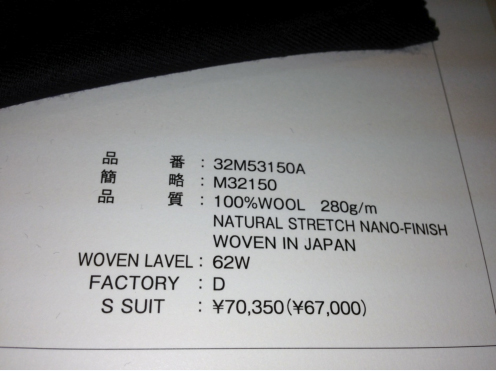 品 番 : 32M53150A
簡 略 : M32150
品 質 : 100%WOOL 280g/m
NATURAL STRETCH NANO-FINISH
WOVEN IN JAPAN
WOVEN LAVEL : 62W
FACTORY : D
S SUIT : ¥70,350(¥67,000)